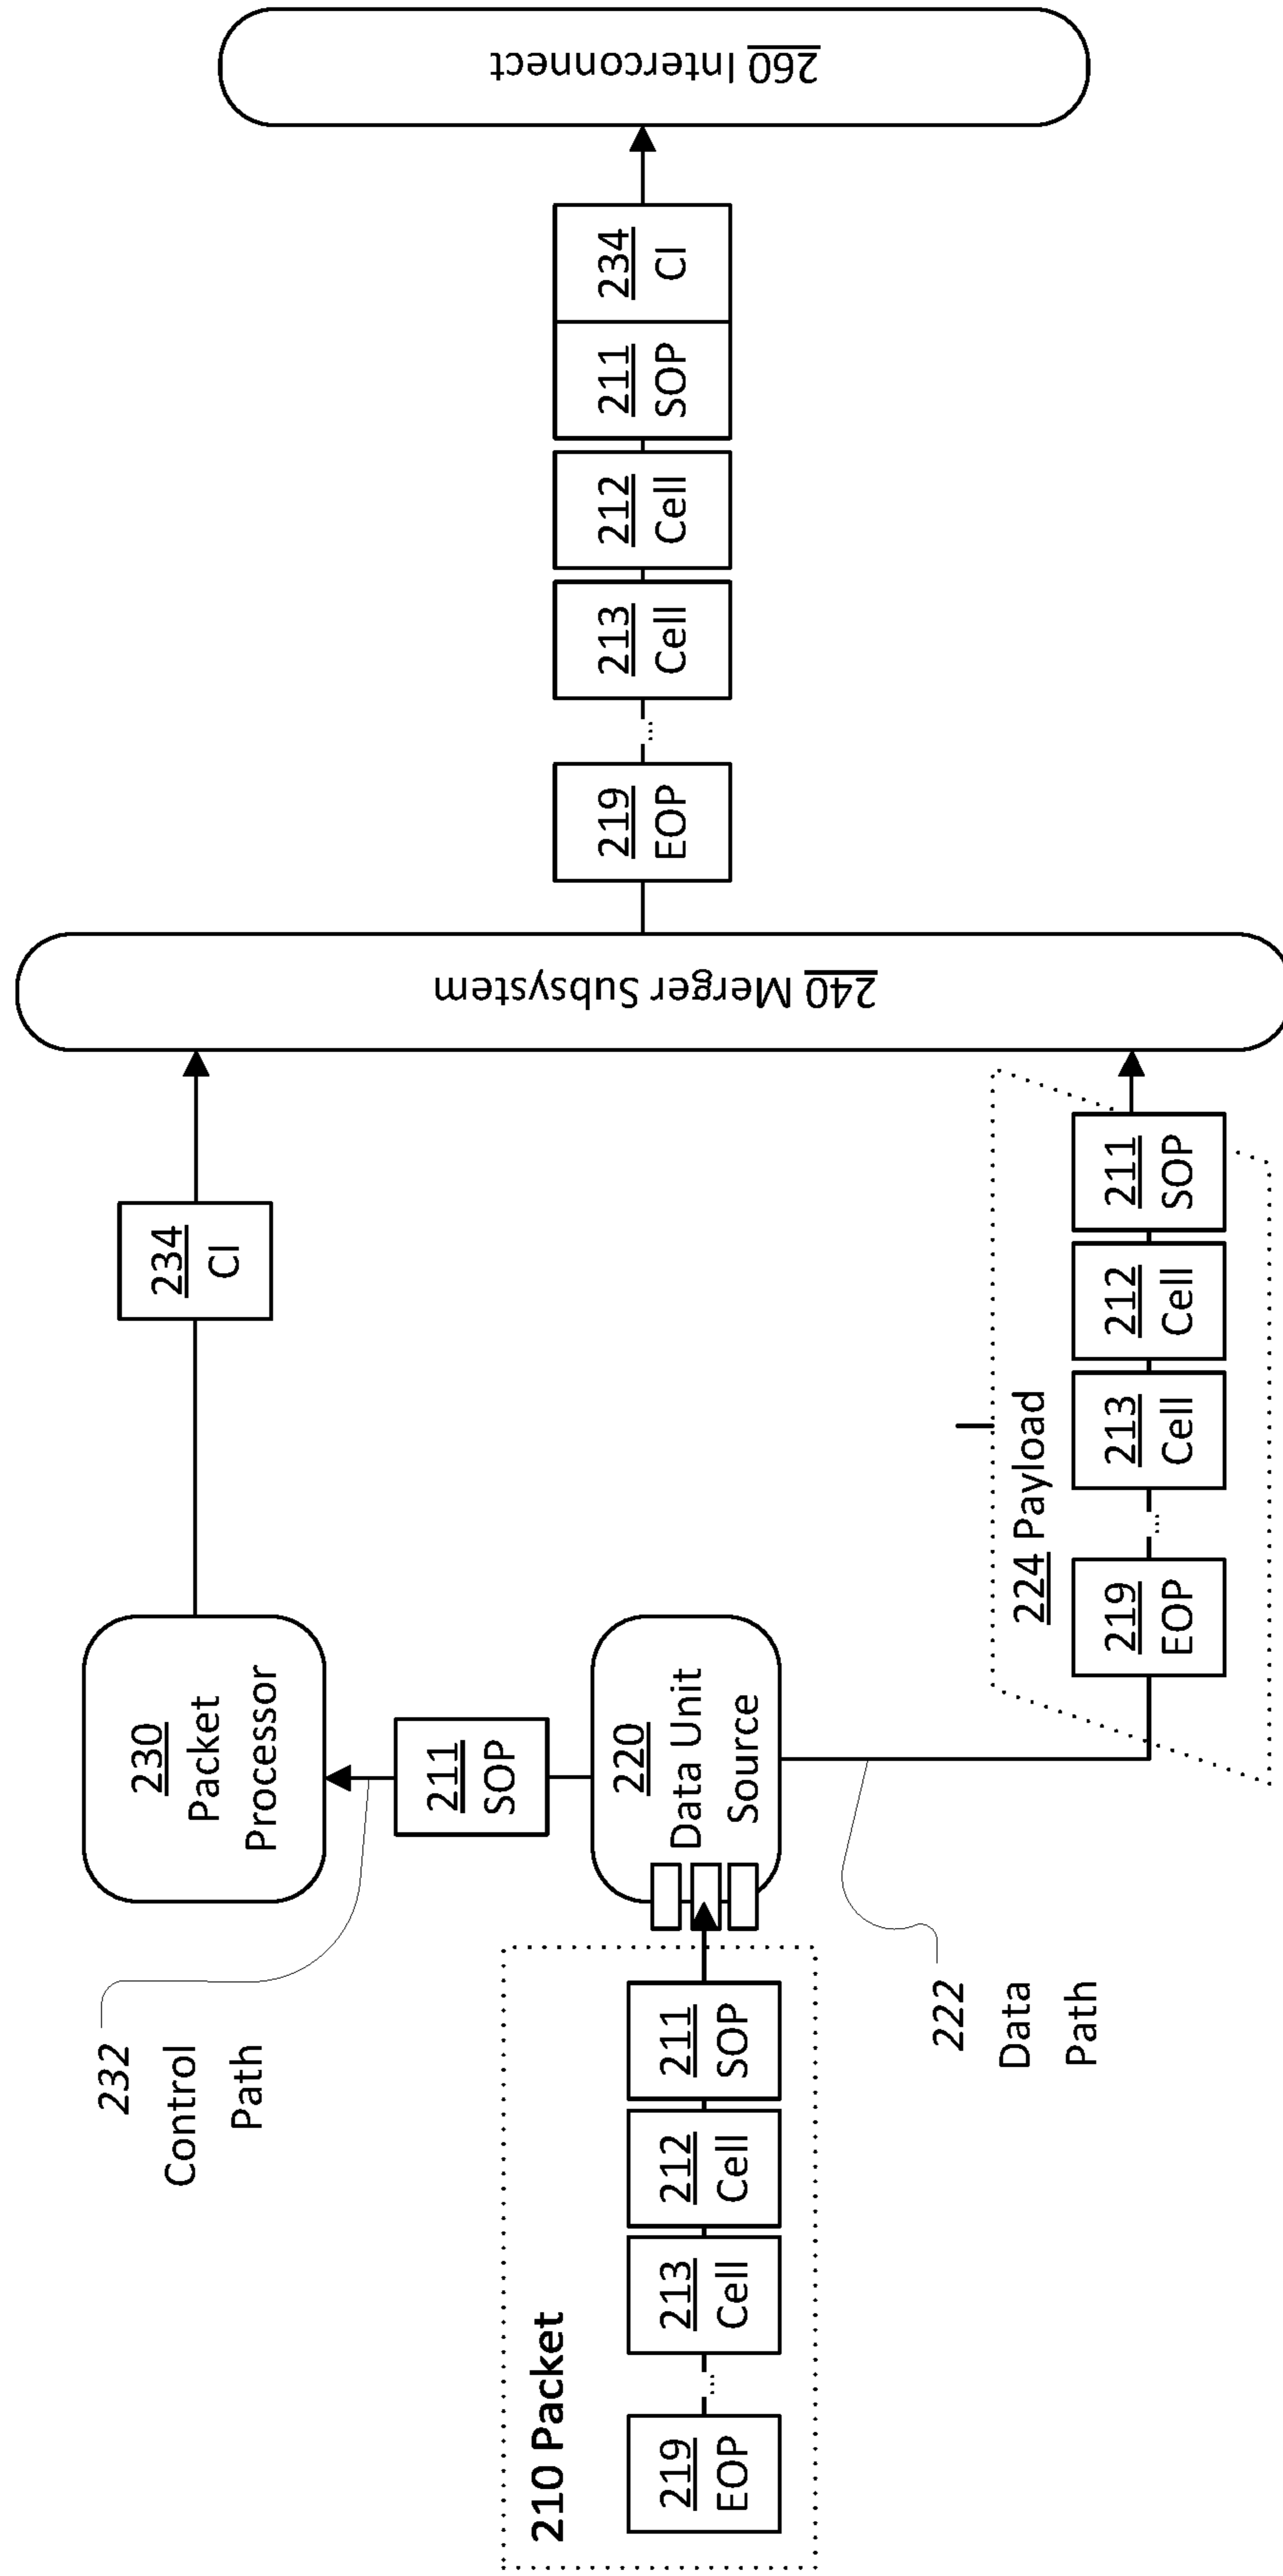 232
Control
Path
230
Packet
Processor
234
CI
211
SOP
210 Packet
219
EOP
...
213
Cell
212
Cell
211
SOP
220
Data Unit
Source
222
Data
Path
224 Payload
219
EOP
...
213
Cell
212
Cell
211
SOP
240 Merger Subsystem
219
EOP
...
213
Cell
212
Cell
211
SOP
234
CI
260 Interconnect